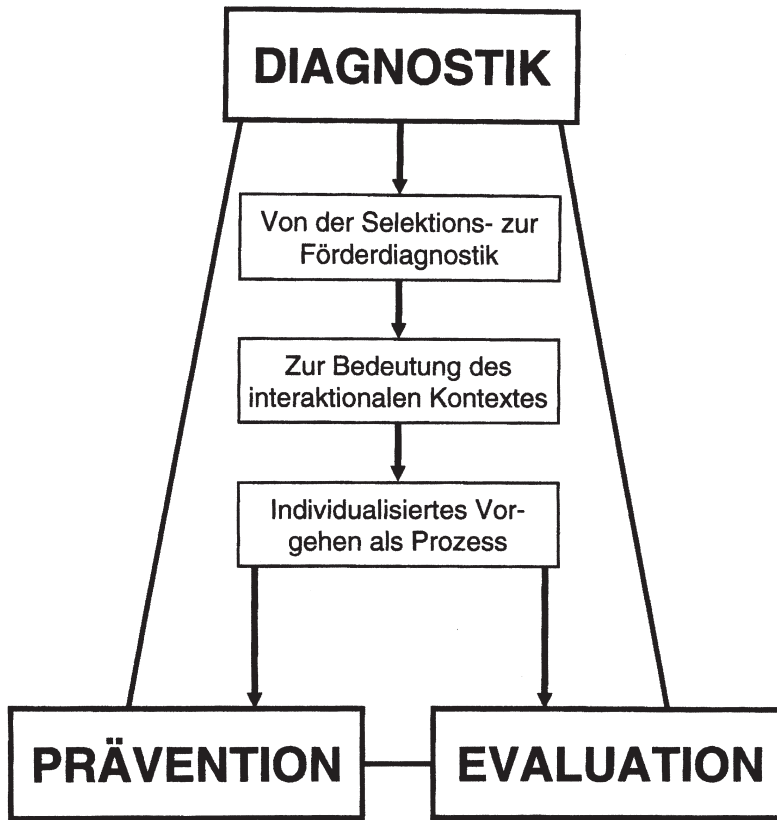 DIAGNOSTIK
Von der Selektions- zur
Förderdiagnostik
Zur Bedeutung des
interaktionalen Kontextes
Individualisiertes Vor-
gehen als Prozess
PRÄVENTION
EVALUATION